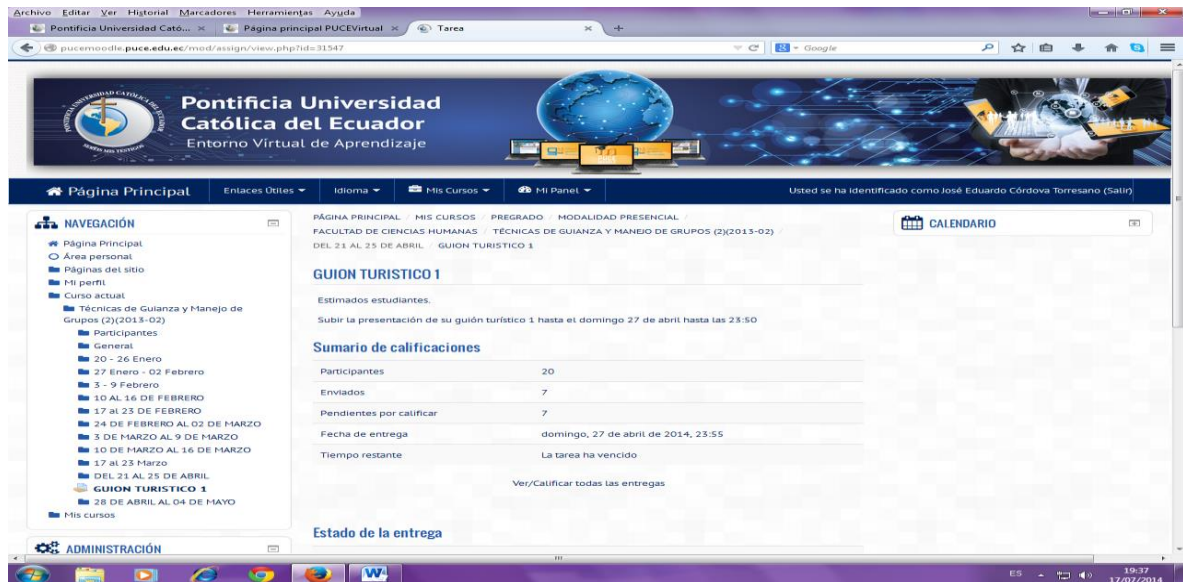 Archivo Editar Ver Historial Marcadores Herramientas Ayuda
Pontificia Universidad Cató... × Página principal PUCEVirtual × Tarea × +
pucemoodle.puce.edu.ec/mod/assign/view.php?id=31547 Google
Pontificia Universidad
Católica del Ecuador
Entorno Virtual de Aprendizaje
Página Principal Enlaces Útiles Idioma Mis Cursos Mi Panel Usted se ha identificado como José Eduardo Córdova Torresano (Salir)
NAVEGACIÓN
Página Principal
Área personal
Páginas del sitio
Mi perfil
Curso actual
Técnicas de Guianza y Manejo de
Grupos (2)(2013-02)
Participantes
General
20 - 26 Enero
27 Enero - 02 Febrero
3 - 9 Febrero
10 AL 16 DE FEBRERO
17 al 23 DE FEBRERO
24 DE FEBRERO AL 02 DE MARZO
3 DE MARZO AL 9 DE MARZO
10 DE MARZO AL 16 DE MARZO
17 al 23 Marzo
DEL 21 AL 25 DE ABRIL
GUION TURISTICO 1
28 DE ABRIL AL 04 DE MAYO
Mis cursos
ADMINISTRACIÓN
PÁGINA PRINCIPAL / MIS CURSOS / PREGRADO / MODALIDAD PRESENCIAL /
FACULTAD DE CIENCIAS HUMANAS / TÉCNICAS DE GUIANZA Y MANEJO DE GRUPOS (2)(2013-02) /
DEL 21 AL 25 DE ABRIL / GUION TURISTICO 1
GUION TURISTICO 1
Estimados estudiantes.
Subir la presentación de su guión turístico 1 hasta el domingo 27 de abril hasta las 23:50
Sumario de calificaciones
Participantes 20
Enviados 7
Pendientes por calificar 7
Fecha de entrega domingo, 27 de abril de 2014, 23:55
Tiempo restante La tarea ha vencido
Ver/Calificar todas las entregas
Estado de la entrega
CALENDARIO
ES 19:37
17/07/2014